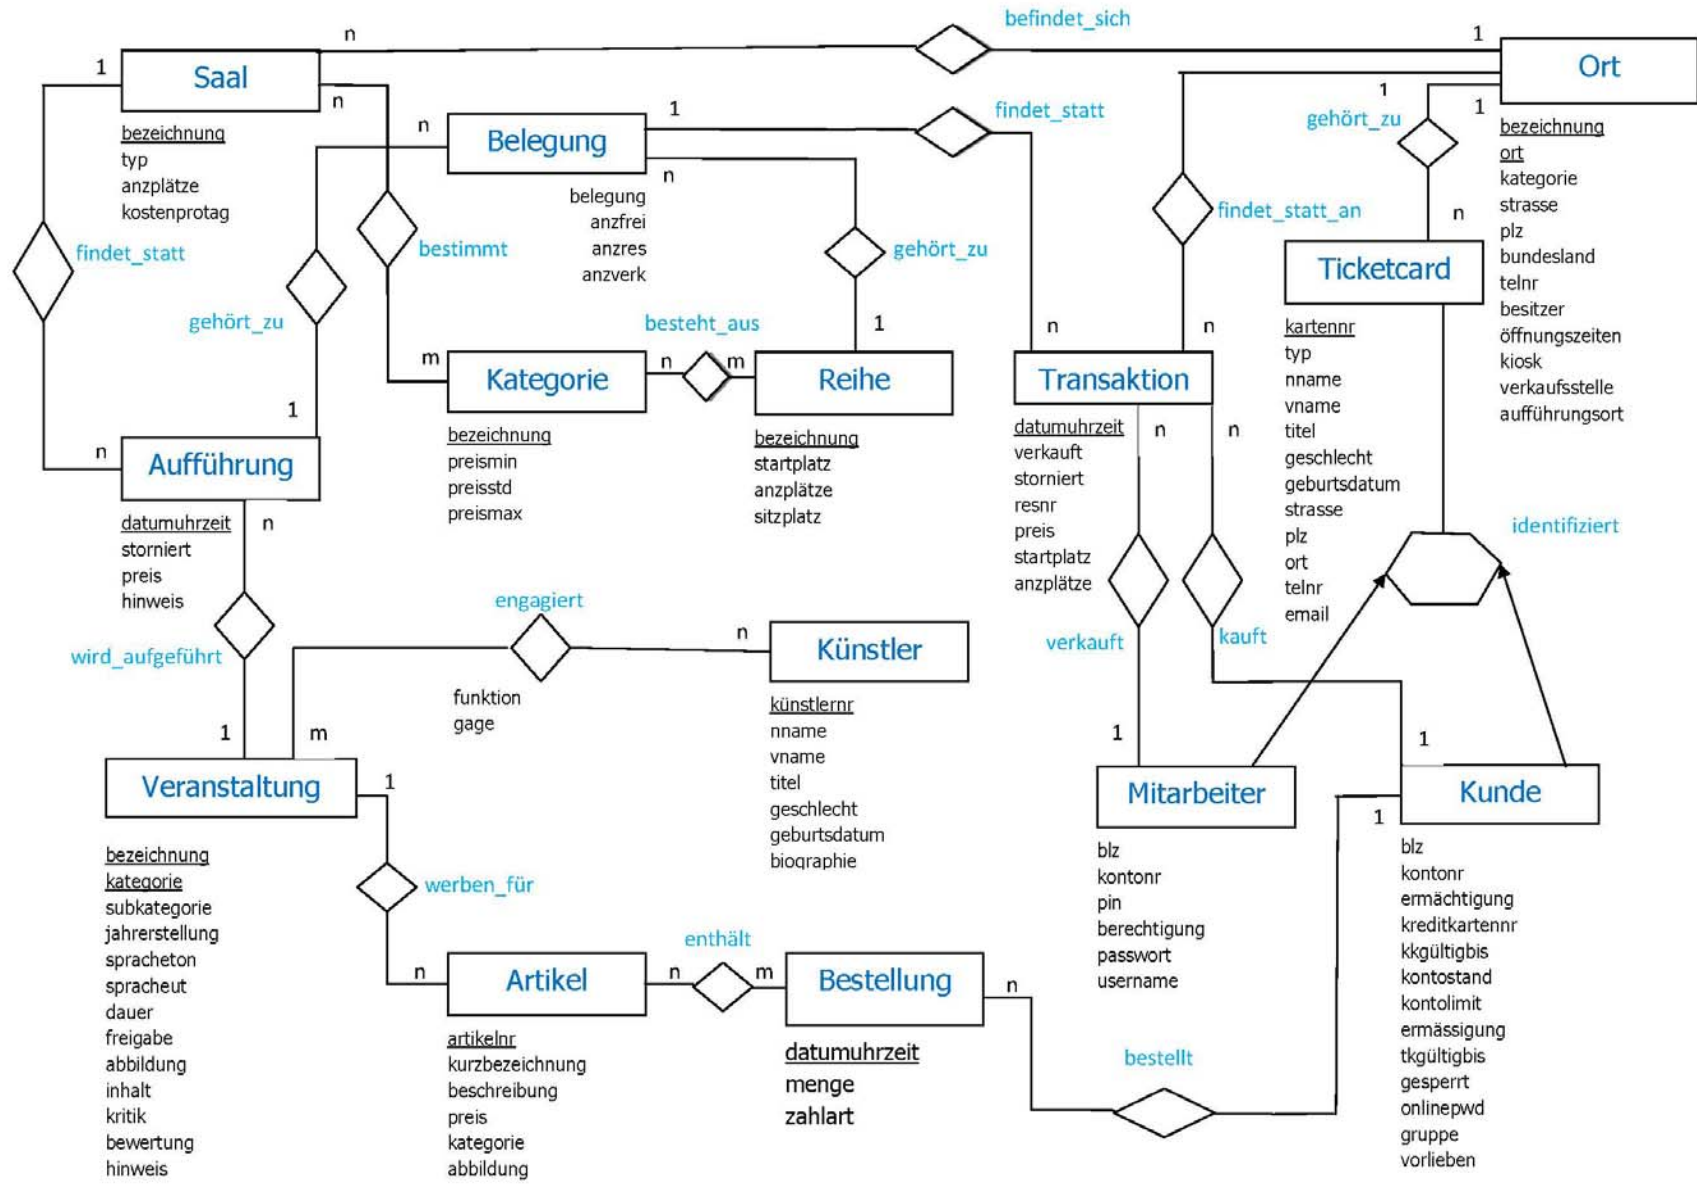 befindet_sich
n
1
1
Saal
Ort
n
bezeichnung
typ
anzplätze
kostenprotag
findet_statt
n
Belegung
1
n
belegung
anzfrei
anzres
anzverk
findet_statt
gehört_zu
1
1
bezeichnung
ort
kategorie
strasse
plz
bundesland
telnr
besitzer
öffnungszeiten
kiosk
verkaufsstelle
aufführungsort
bestimmt
gehört_zu
gehört_zu
findet_statt_an
n
Ticketcard
kartennr
typ
nname
vname
titel
geschlecht
geburtsdatum
strasse
plz
ort
telnr
email
besteht_aus
1
m
Kategorie
n
m
Reihe
bezeichnung
preismin
preisstd
preismax
bezeichnung
startplatz
anzplätze
sitzplatz
n
n
Transaktion
datumuhrzeit
verkauft
storniert
resnr
preis
startplatz
anzplätze
n
n
1
n
Aufführung
datumuhrzeit
storniert
preis
hinweis
n
identifiziert
wird_aufgeführt
engagiert
funktion
gage
n
Künstler
künstlernr
nname
vname
titel
geschlecht
geburtsdatum
biographie
verkauft
kauft
1
m
1
1
Veranstaltung
1
Mitarbeiter
Kunde
1
bezeichnung
kategorie
subkategorie
jahrerstellung
spracheton
spracheut
dauer
freigabe
abbildung
inhalt
kritik
bewertung
hinweis
blz
kontonr
pin
berechtigung
passwort
username
blz
kontonr
ermächtigung
kreditkartennr
kkgültigbis
kontostand
kontolimit
ermässigung
tkgültigbis
gesperrt
onlinepwd
gruppe
vorlieben
werben_für
enthält
n
Artikel
n
m
Bestellung
n
artikelnr
kurzbezeichnung
beschreibung
preis
kategorie
abbildung
datumuhrzeit
menge
zahlart
bestellt